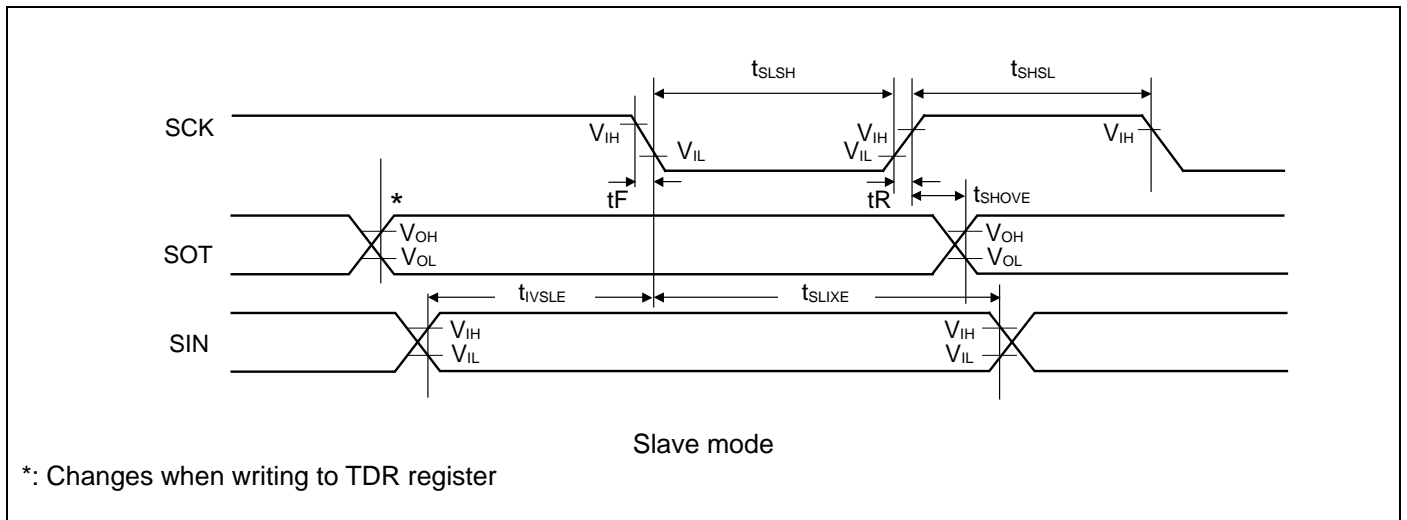 tSLSH
tSHSL
SCK
VIH
VIL
VIH
VIL
VIH
tF
tR
tSHOVE
*
SOT
VOH
VOL
VOH
VOL
tIVSLE
tSLIXE
SIN
VIH
VIL
VIH
VIL
Slave mode
*: Changes when writing to TDR register